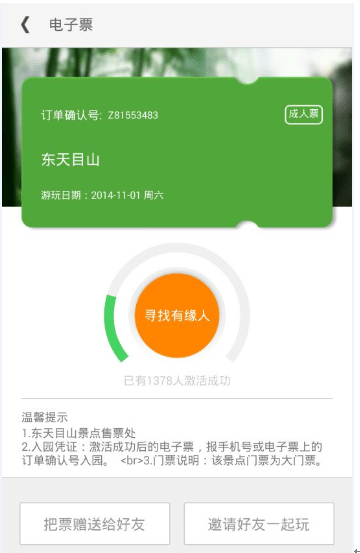 电子票
订单确认号: Z81553483
成人票
东天目山
游玩日期：2014-11-01 周六
寻找有缘人
已有1378人激活成功
温馨提示
1.东天目山景点售票处
2.入园凭证：激活成功后的电子票，报手机号或电子票上的
订单确认号入园。 <br>3.门票说明：该景点门票为大门票。
把票赠送给好友
邀请好友一起玩